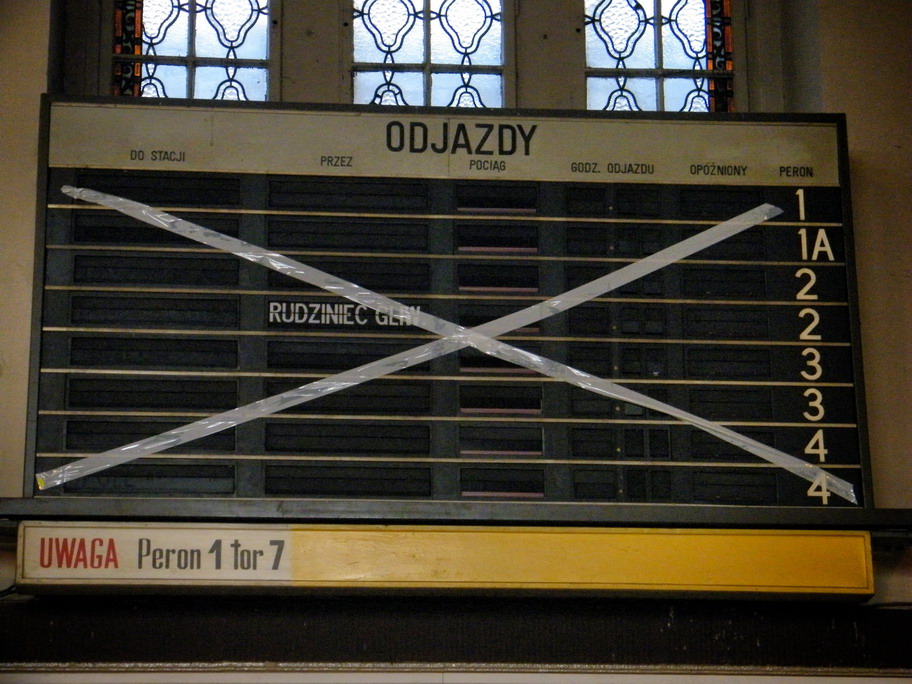 ODJAZDY
DO STACJI PRZEZ POCIĄG GODZ. ODJAZDU OPÓŹNIONY PERON
1
1A
2
RUDZINIEC GLIW 2
3
3
4
4
UWAGA Peron 1 tor 7